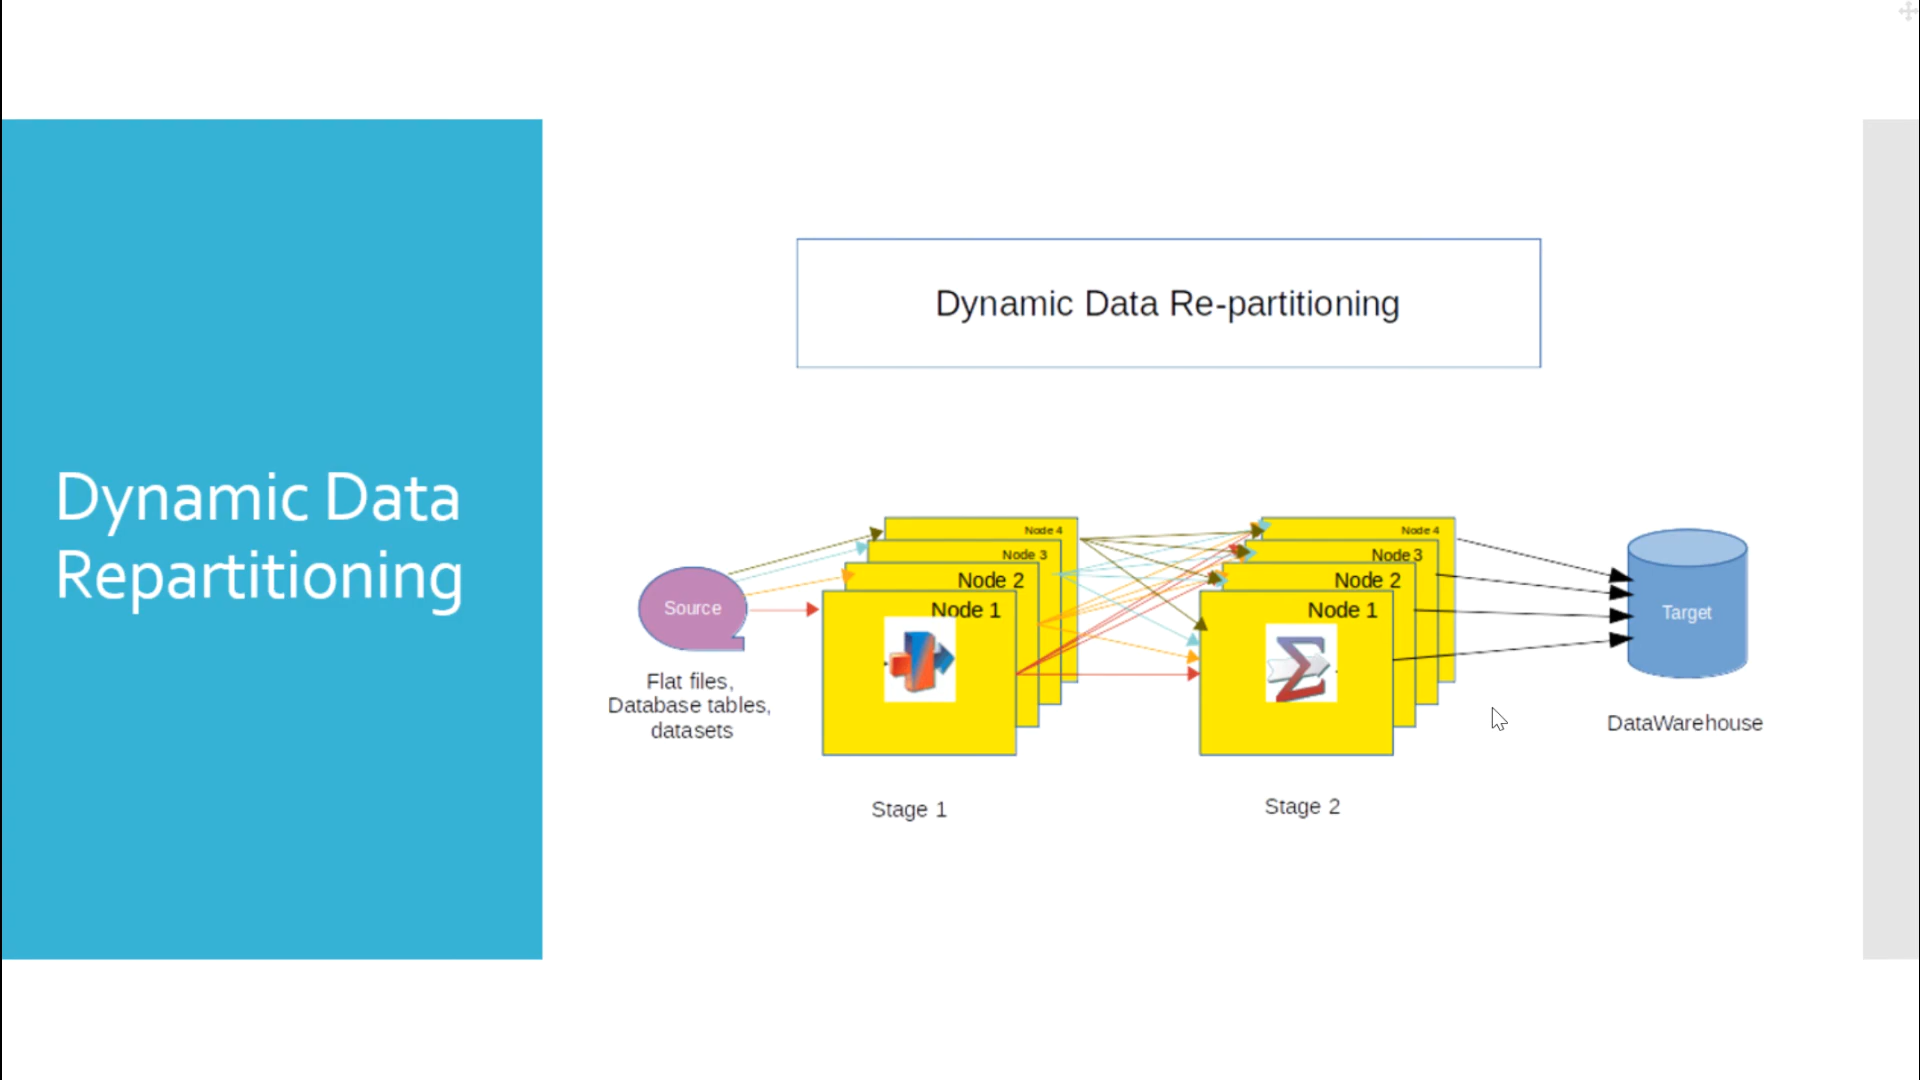 Dynamic Data
Repartitioning
Dynamic Data Re-partitioning
Source
Flat files,
Database tables,
datasets
Node 4
Node 3
Node 2
Node 1
Stage 1
Node 4
Node 3
Node 2
Node 1
Stage 2
Target
DataWarehouse